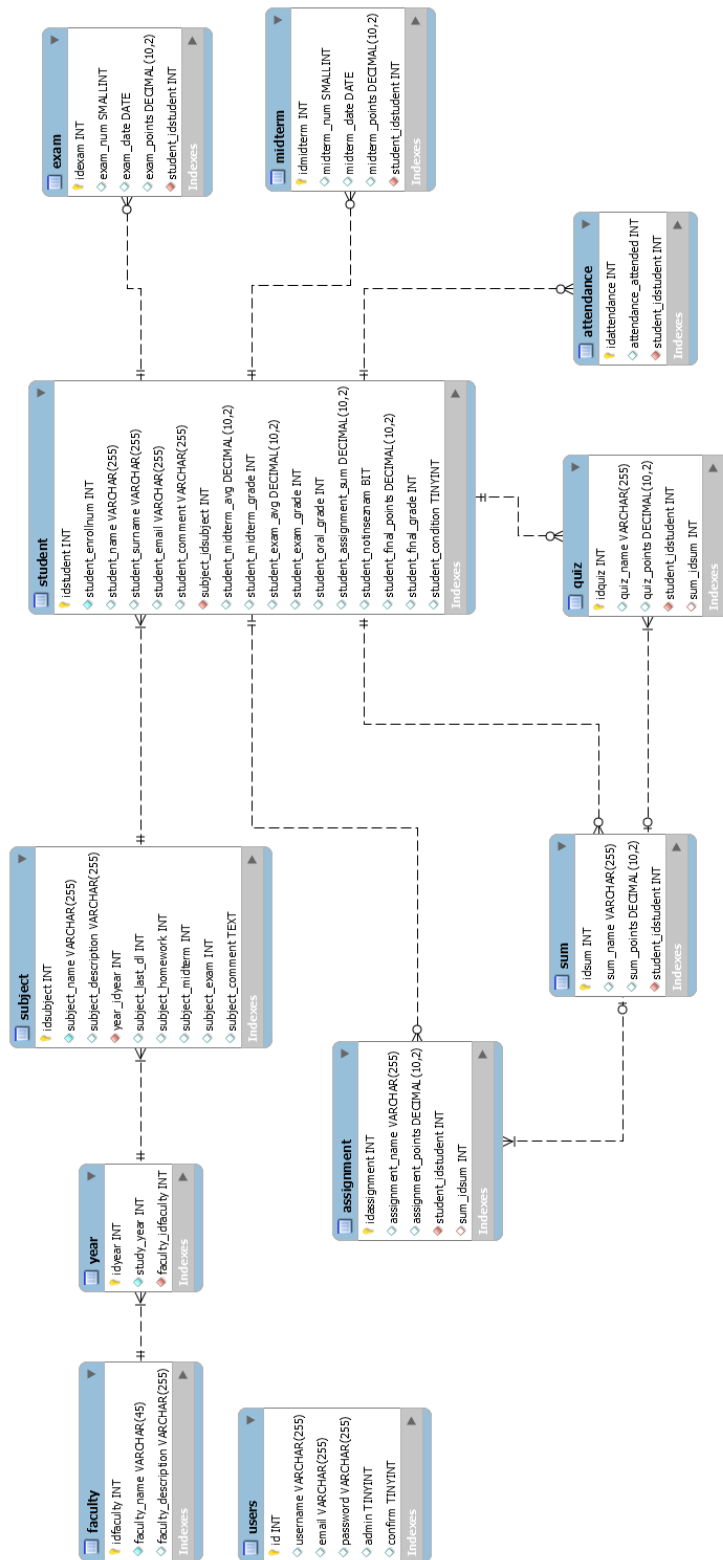 faculty
idfaculty INT
faculty_name VARCHAR(45)
faculty_description VARCHAR(255)
Indexes
users
id INT
username VARCHAR(255)
email VARCHAR(255)
password VARCHAR(255)
admin TINYINT
confirm TINYINT
Indexes
year
idyear INT
study_year INT
faculty_idfaculty INT
Indexes
subject
idsubject INT
subject_name VARCHAR(255)
subject_description VARCHAR(255)
year_idyear INT
subject_last_dl INT
subject_homework INT
subject_midterm INT
subject_exam INT
subject_comment TEXT
Indexes
assignment
idassignment INT
assignment_name VARCHAR(255)
assignment_points DECIMAL(10,2)
student_idstudent INT
sum_idsum INT
Indexes
sum
idsum INT
sum_name VARCHAR(255)
sum_points DECIMAL(10,2)
student_idstudent INT
Indexes
student
idstudent INT
student_enrollnum INT
student_name VARCHAR(255)
student_surname VARCHAR(255)
student_email VARCHAR(255)
student_comment VARCHAR(255)
subject_idsubject INT
student_midterm_avg DECIMAL(10,2)
student_midterm_grade INT
student_exam_avg DECIMAL(10,2)
student_exam_grade INT
student_oral_grade INT
student_assignment_sum DECIMAL(10,2)
student_notinseznam BIT
student_final_points DECIMAL(10,2)
student_final_grade INT
student_condition TINYINT
Indexes
quiz
idquiz INT
quiz_name VARCHAR(255)
quiz_points DECIMAL(10,2)
student_idstudent INT
sum_idsum INT
Indexes
exam
idexam INT
exam_num SMALLINT
exam_date DATE
exam_points DECIMAL(10,2)
student_idstudent INT
Indexes
midterm
idmidterm INT
midterm_num SMALLINT
midterm_date DATE
midterm_points DECIMAL(10,2)
student_idstudent INT
Indexes
attendance
idattendance INT
attendance_attended INT
student_idstudent INT
Indexes